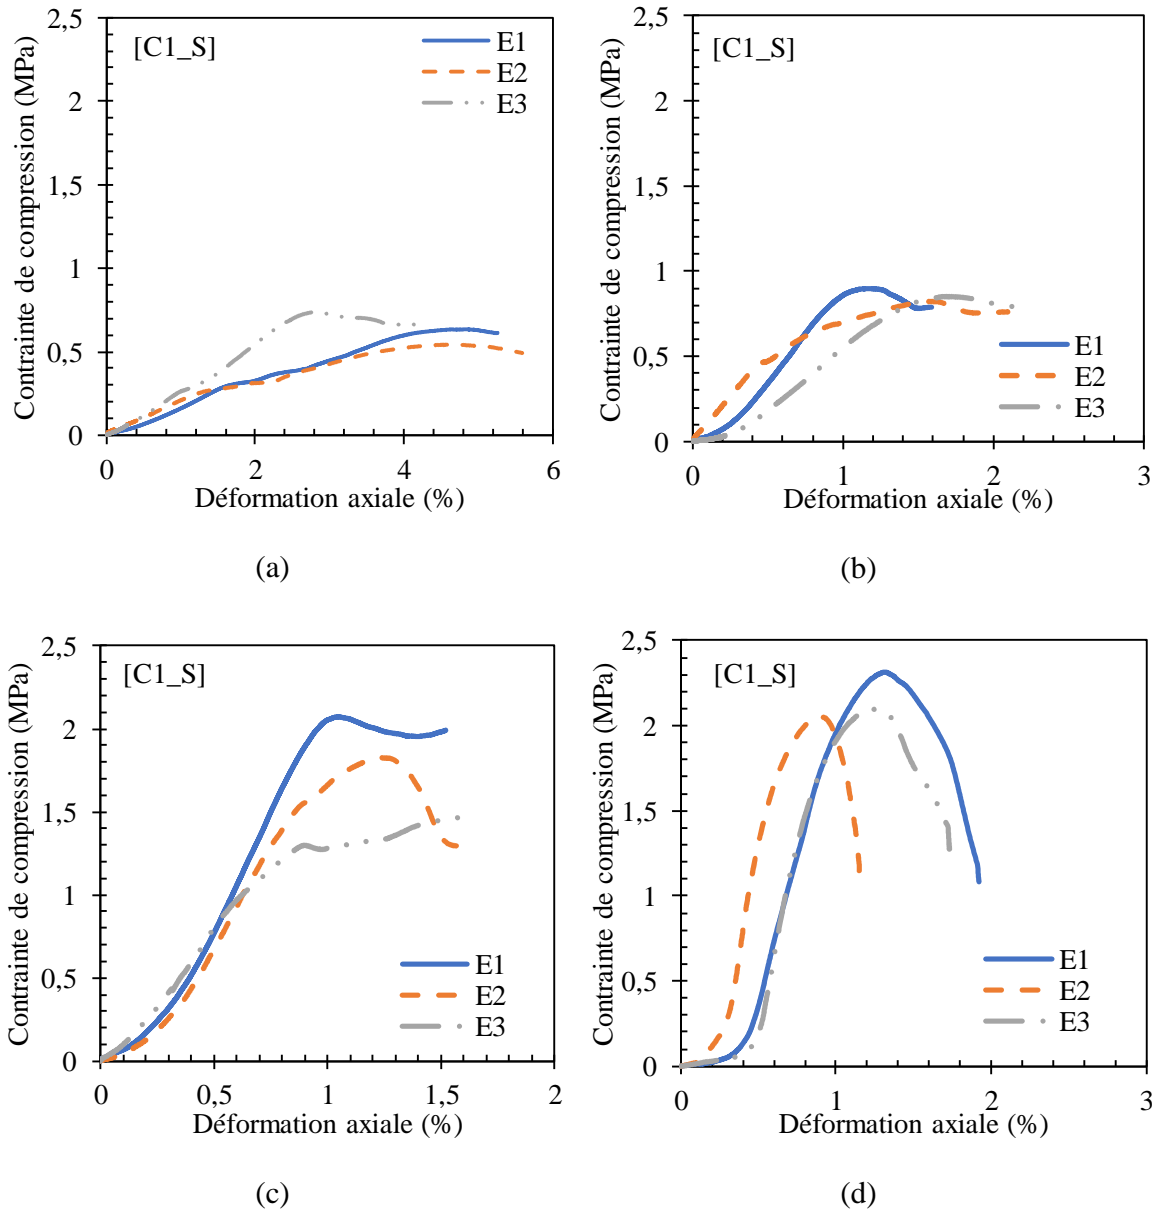 [C1_S]
E1
E2
E3
Contrainte de compression (MPa)
2,5
2
1,5
1
0,5
0
0 2 4 6
Déformation axiale (%)
(a)
[C1_S]
E1
E2
E3
Contrainte de compression (MPa)
2,5
2
1,5
1
0,5
0
0 1 2 3
Déformation axiale (%)
(b)
[C1_S]
E1
E2
E3
Contrainte de compression (MPa)
2,5
2
1,5
1
0,5
0
0 0,5 1 1,5 2
Déformation axiale (%)
(c)
[C1_S]
E1
E2
E3
Contrainte de compression (MPa)
2,5
2
1,5
1
0,5
0
0 1 2 3
Déformation axiale (%)
(d)